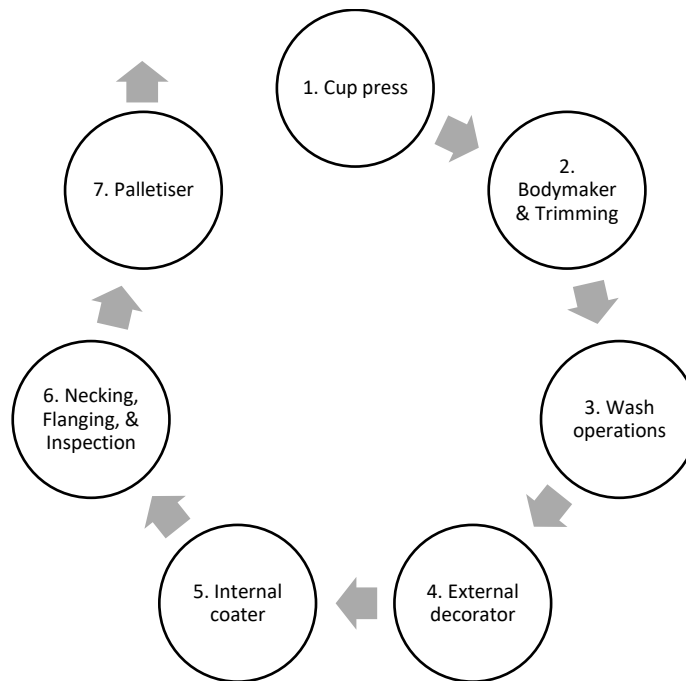 1. Cup press
2.
Bodymaker
& Trimming
3. Wash
operations
4. External
decorator
5. Internal
coater
6. Necking,
Flanging, &
Inspection
7. Palletiser